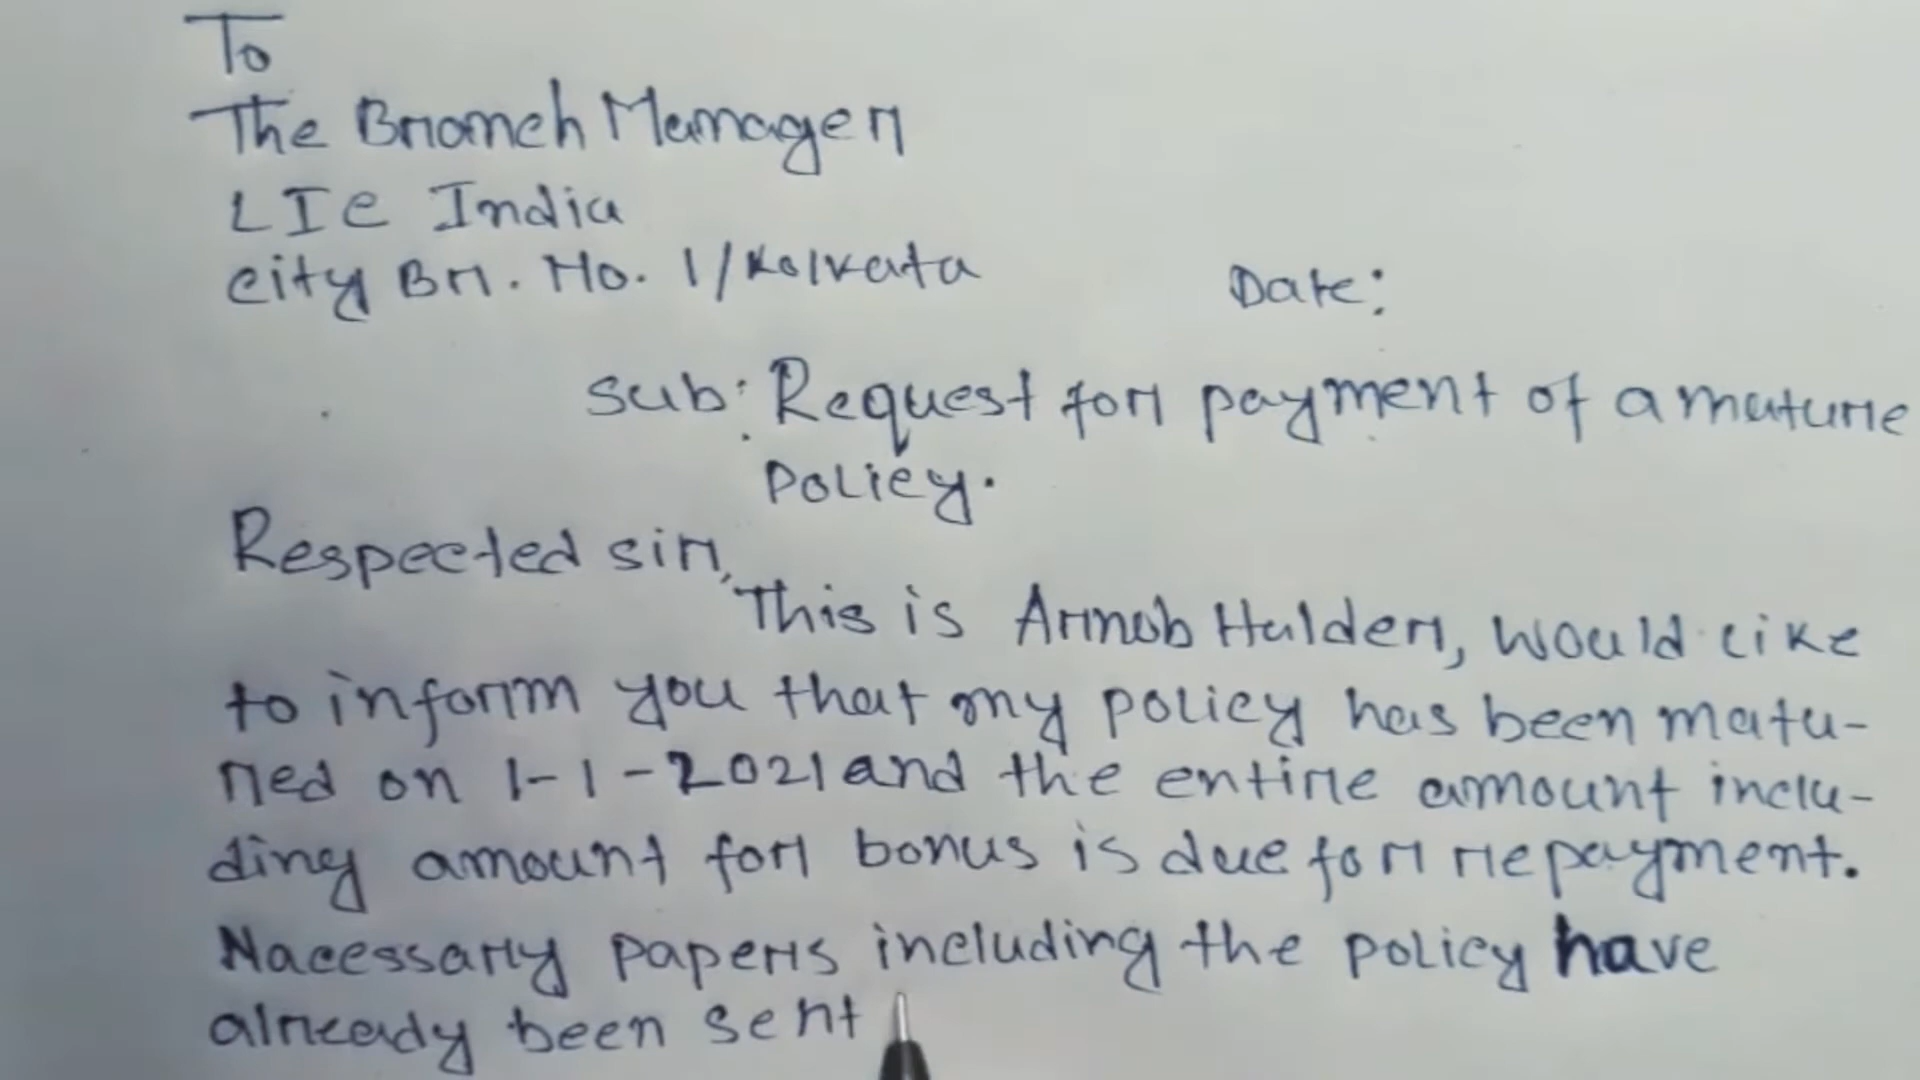 To
The Branch Manager
LIC India
City Br. No. 1/Kolkata
Date:
Sub: Request for payment of a mature
Policy.
Respected sir,
This is Arnob Halder, would like
to inform you that my policy has been matu-
red on 1-1-2021 and the entire amount inclu-
ding amount for bonus is due for repayment.
Nacessary papers including the policy have
already been sent